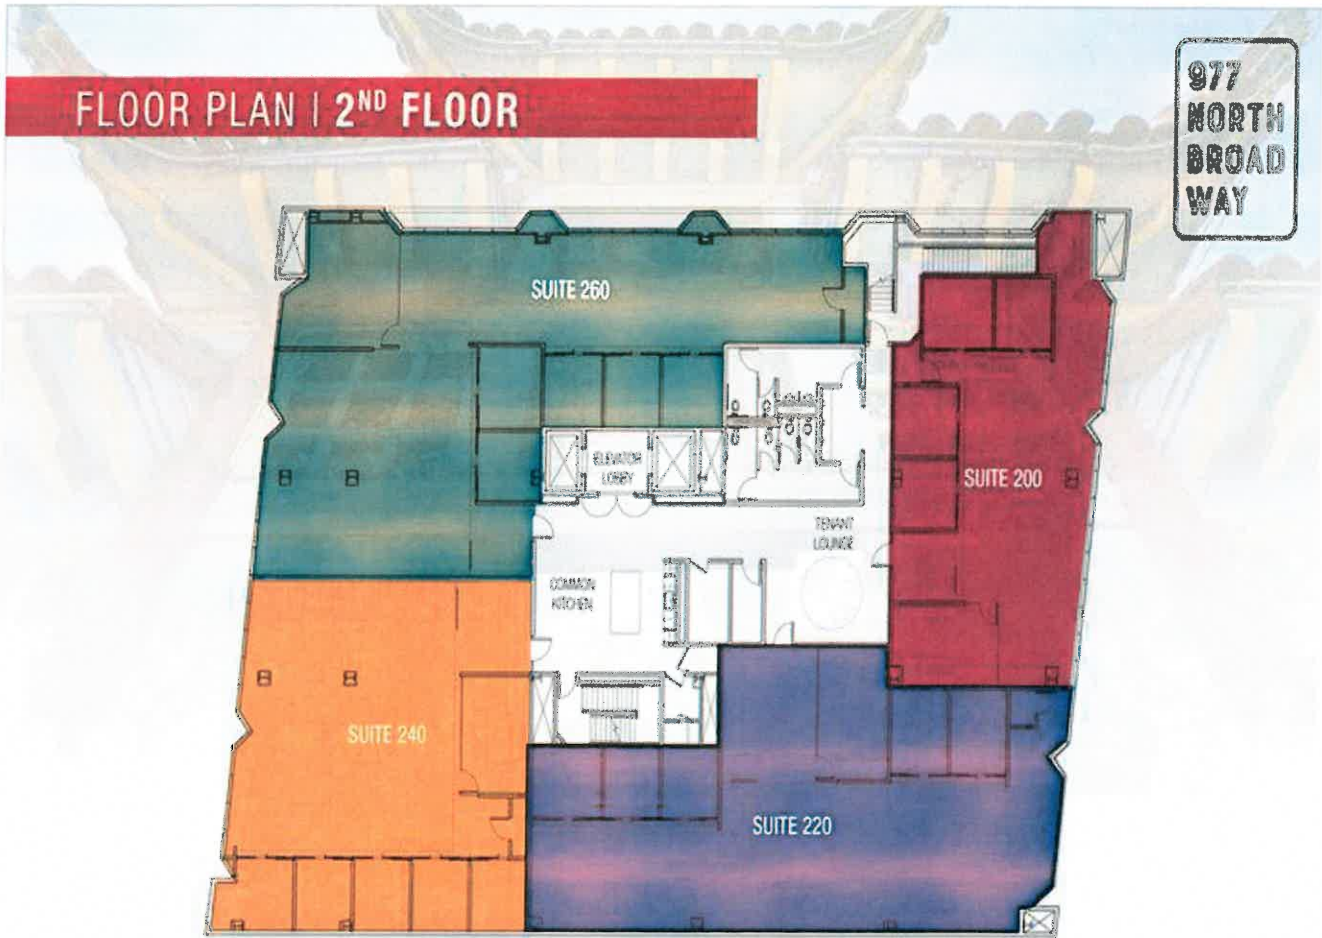 FLOOR PLAN | 2ND FLOOR
977
NORTH
BROAD
WAY
SUITE 260
ELEVATOR
LOBBY
SUITE 200
TENANT
LOUNGE
COMMON
KITCHEN
SUITE 240
SUITE 220